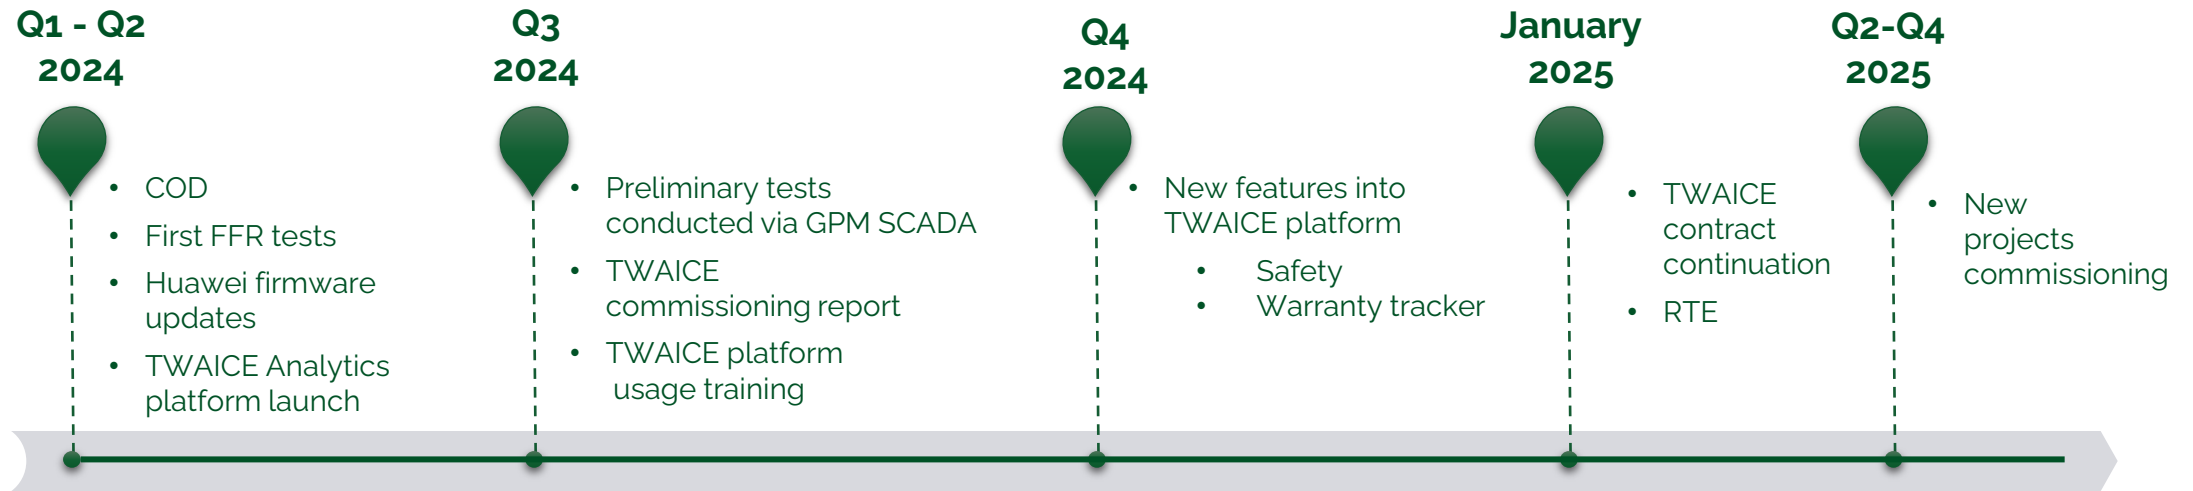 Q1 - Q2
2024
• COD
• First FFR tests
• Huawei firmware
updates
• TWAICE Analytics
platform launch
Q3
2024
• Preliminary tests
conducted via GPM SCADA
• TWAICE
commissioning report
• TWAICE platform
usage training
Q4
2024
• New features into
TWAICE platform
• Safety
• Warranty tracker
January
2025
• TWAICE
contract
continuation
• RTE
Q2-Q4
2025
• New
projects
commissioning